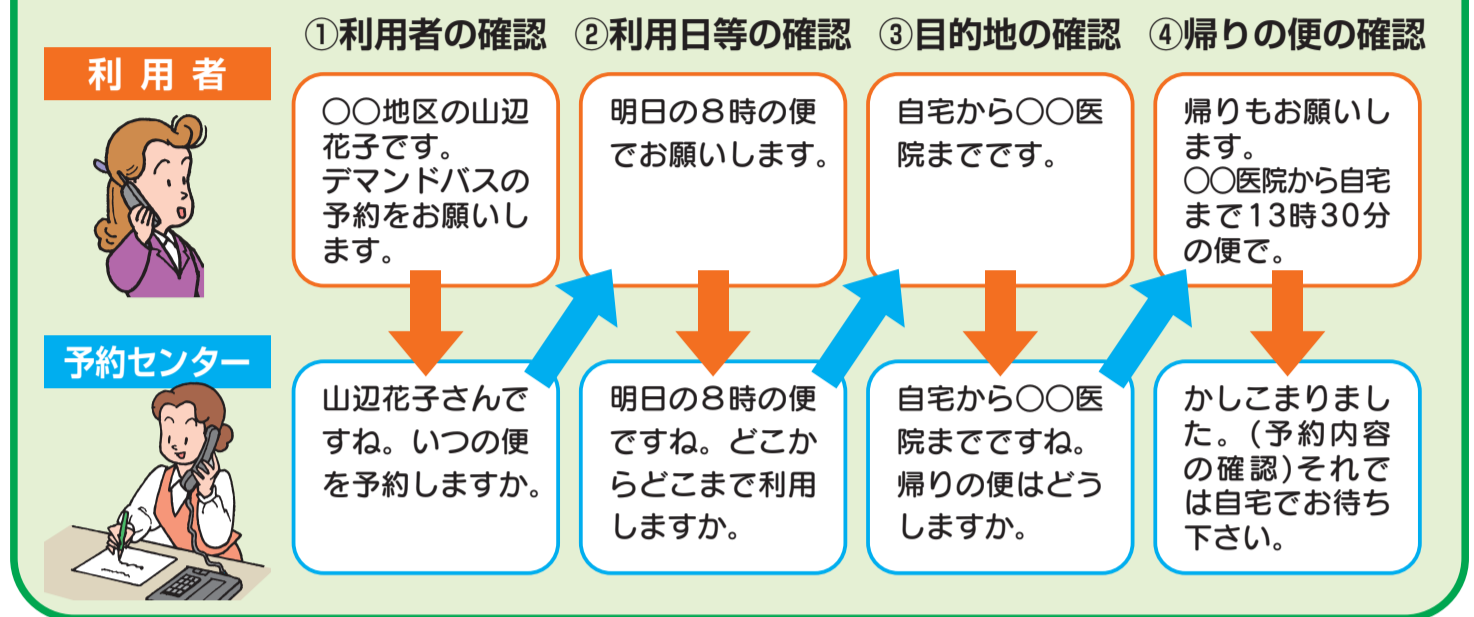 ①利用者の確認
②利用日等の確認
③目的地の確認
④帰りの便の確認
利用者
〇〇地区の山辺
花子です。
デマンドバスの
予約をお願いし
ます。
明日の8時の便
でお願いします。
自宅から〇〇医
院までです。
帰りもお願いし
ます。
〇〇医院から自宅
まで13時30分
の便で。
予約センター
山辺花子さんで
すね。いつの便
を予約しますか。
明日の8時の便
ですね。どこか
らどこまで利用
しますか。
自宅から〇〇医
院までですね。
帰りの便はどう
しますか。
かしこまりまし
た。(予約内容
の確認)それで
は自宅でお待ち
下さい。